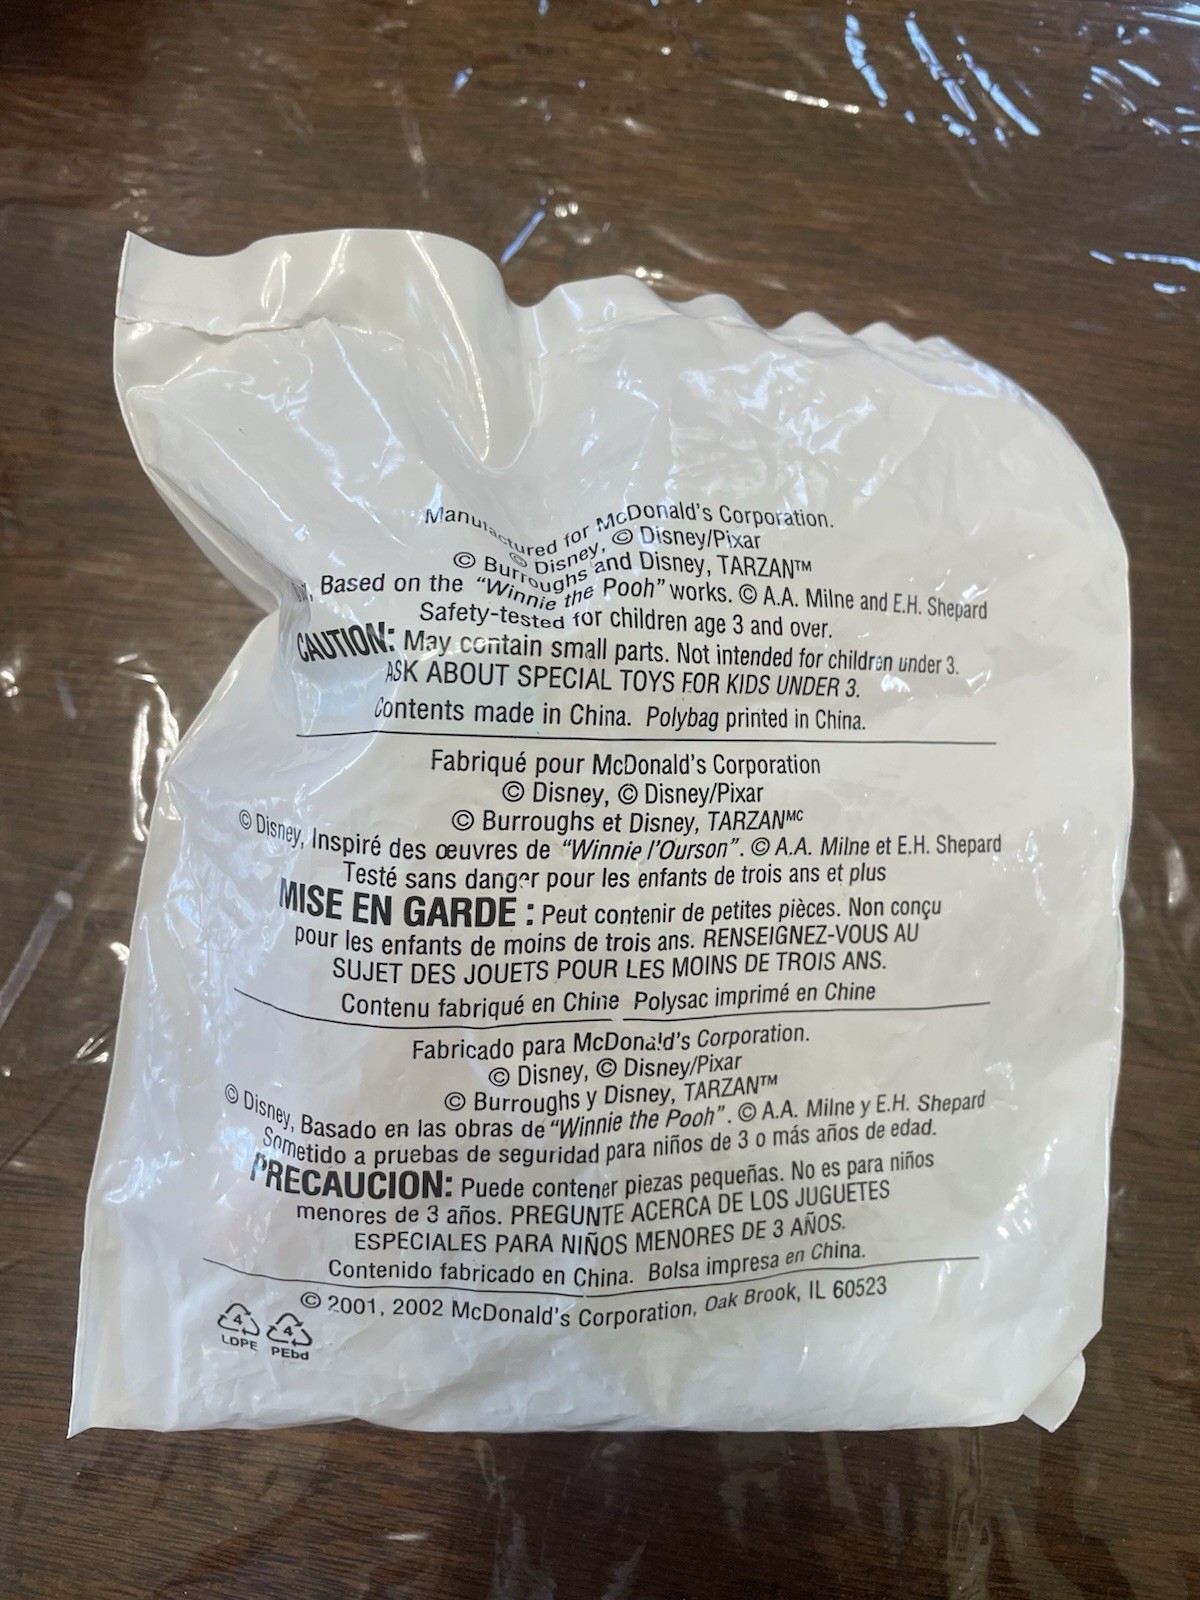 Manufactured for McDonald's Corporation.
© Disney, © Disney/Pixar
© Burroughs and Disney, TARZAN™
Based on the "Winnie the Pooh" works. © A.A. Milne and E.H. Shepard
Safety-tested for children age 3 and over.
CAUTION: May contain small parts. Not intended for children under 3.
ASK ABOUT SPECIAL TOYS FOR KIDS UNDER 3.
Contents made in China. Polybag printed in China.
Fabriqué pour McDonald's Corporation
© Disney, © Disney/Pixar
© Burroughs et Disney, TARZANᴹᶜ
© Disney, Inspiré des œuvres de "Winnie l'Ourson". © A.A. Milne et E.H. Shepard
Testé sans danger pour les enfants de trois ans et plus
MISE EN GARDE : Peut contenir de petites pièces. Non conçu
pour les enfants de moins de trois ans. RENSEIGNEZ-VOUS AU
SUJET DES JOUETS POUR LES MOINS DE TROIS ANS.
Contenu fabriqué en Chine Polysac imprimé en Chine
Fabricado para McDonald's Corporation.
© Disney, © Disney/Pixar
© Burroughs y Disney, TARZAN™
© Disney, Basado en las obras de "Winnie the Pooh". © A.A. Milne y E.H. Shepard
Sometido a pruebas de seguridad para niños de 3 o más años de edad.
PRECAUCION: Puede contener piezas pequeñas. No es para niños
menores de 3 años. PREGUNTE ACERCA DE LOS JUGUETES
ESPECIALES PARA NIÑOS MENORES DE 3 AÑOS.
Contenido fabricado en China. Bolsa impresa en China.
© 2001, 2002 McDonald's Corporation, Oak Brook, IL 60523
4 4
LDPE PEbd